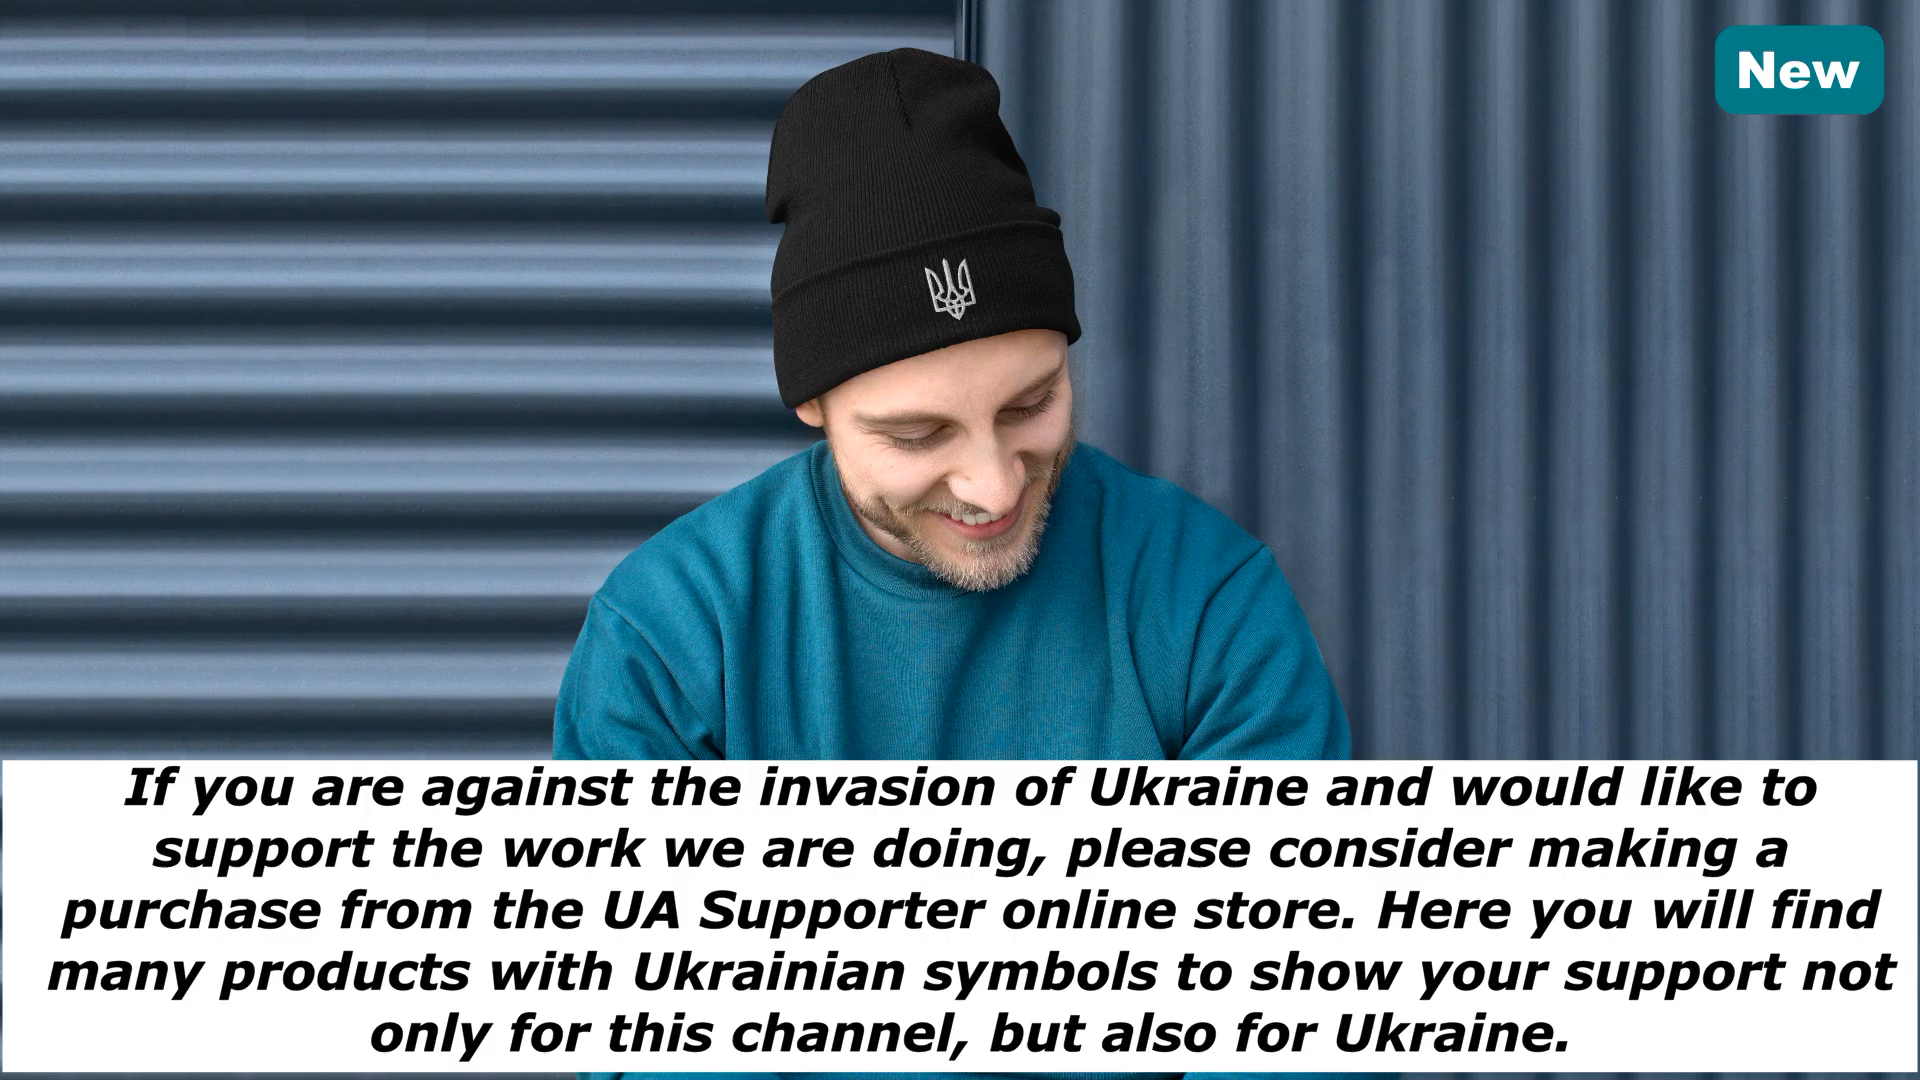 New
If you are against the invasion of Ukraine and would like to
support the work we are doing, please consider making a
purchase from the UA Supporter online store. Here you will find
many products with Ukrainian symbols to show your support not
only for this channel, but also for Ukraine.